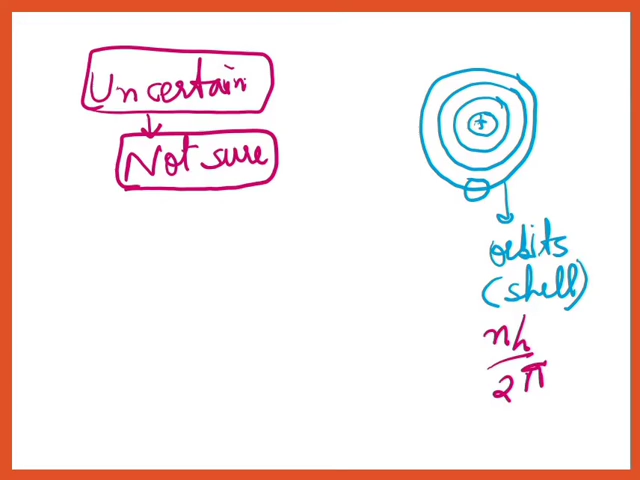 Uncertain
Not sure
+
orbits
(shell)
nh
2π